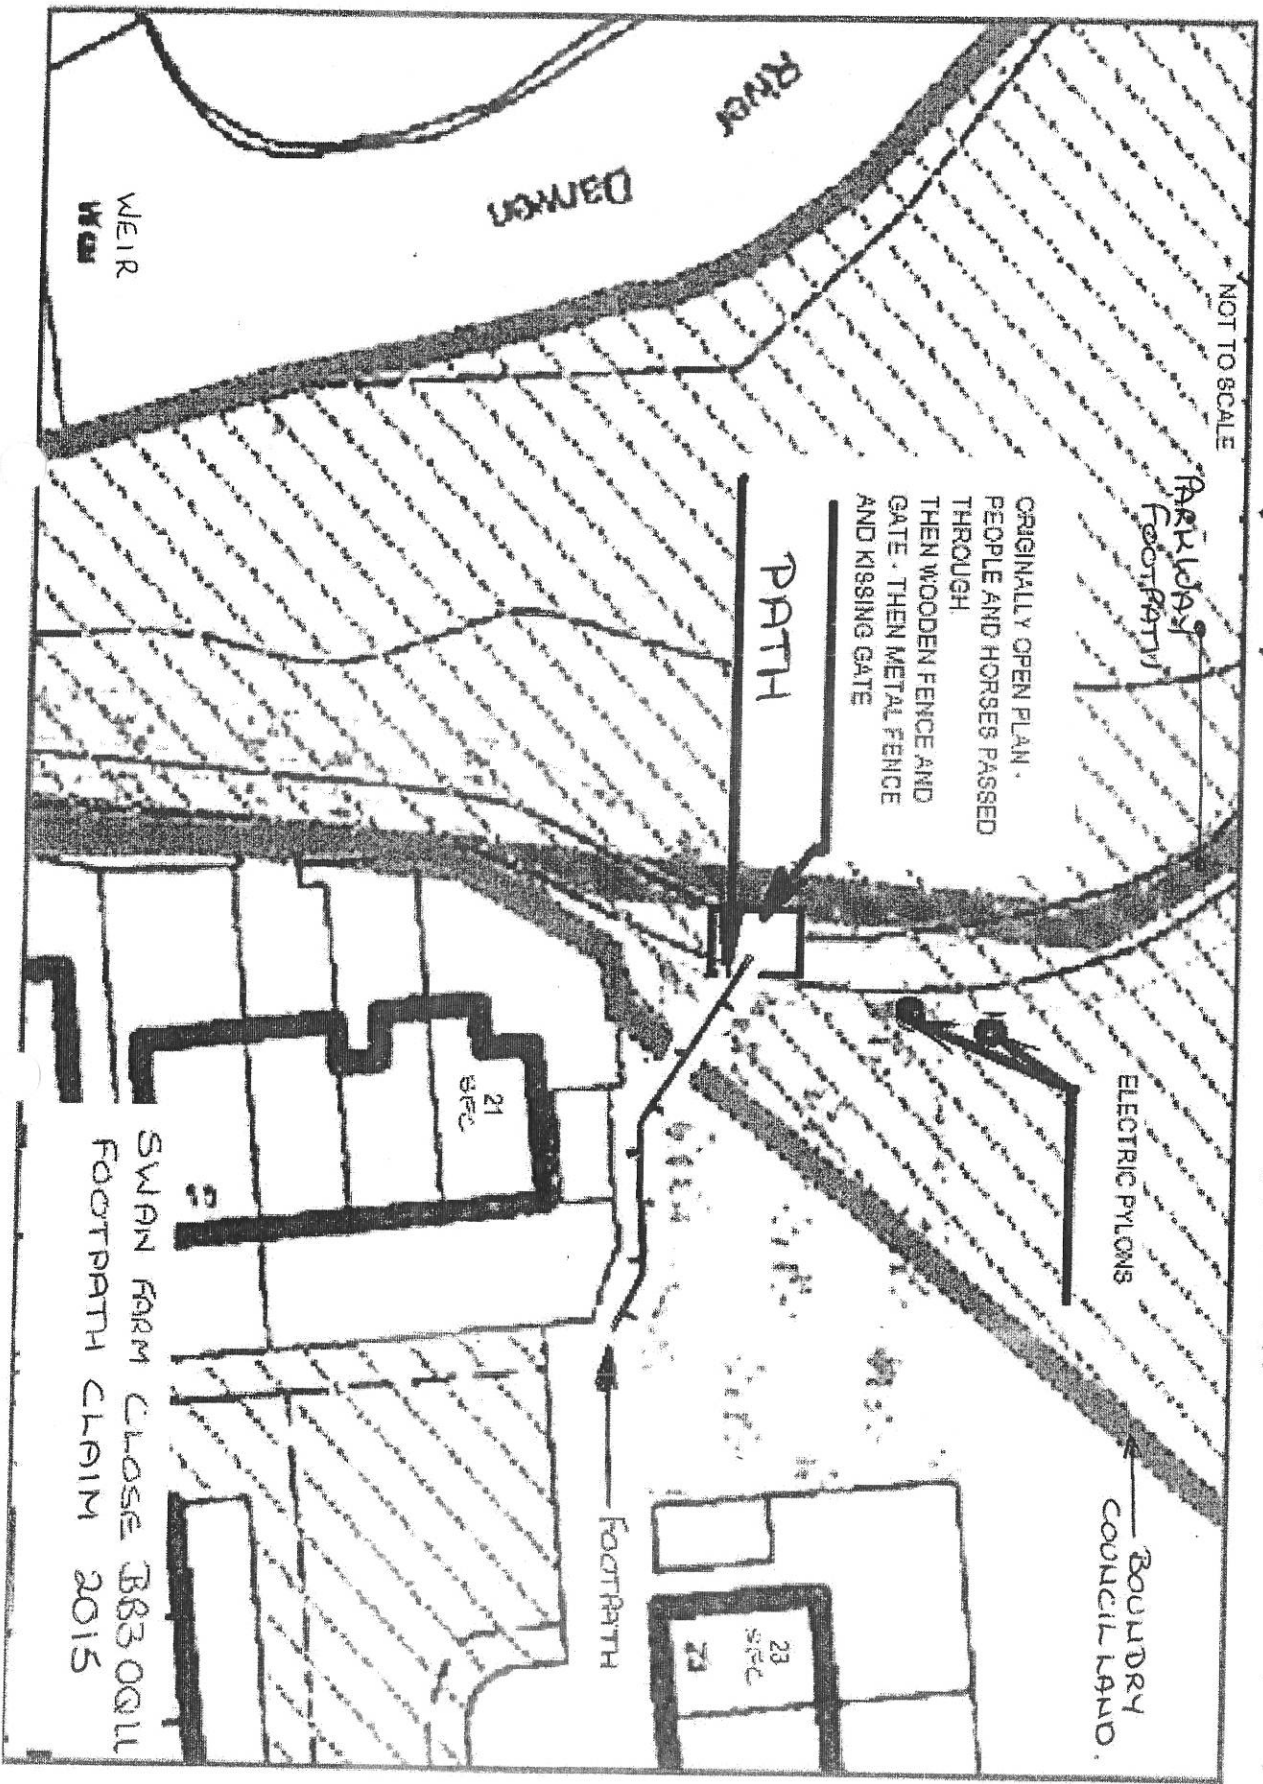 NOT TO SCALE
PARKWAY
FOOTPATH
ORIGINALLY OPEN PLAN -
PEOPLE AND HORSES PASSED
THROUGH.
THEN WOODEN FENCE AND
GATE - THEN METAL FENCE
AND KISSING GATE
PATH
River
Darwen
WEIR
ELECTRIC PYLONS
BOUNDRY
COUNCIL LAND.
21
SFC
23
SFC
23
FOOTPATH
SWAN FARM CLOSE BB3 0QU
FOOTPATH CLAIM 2015